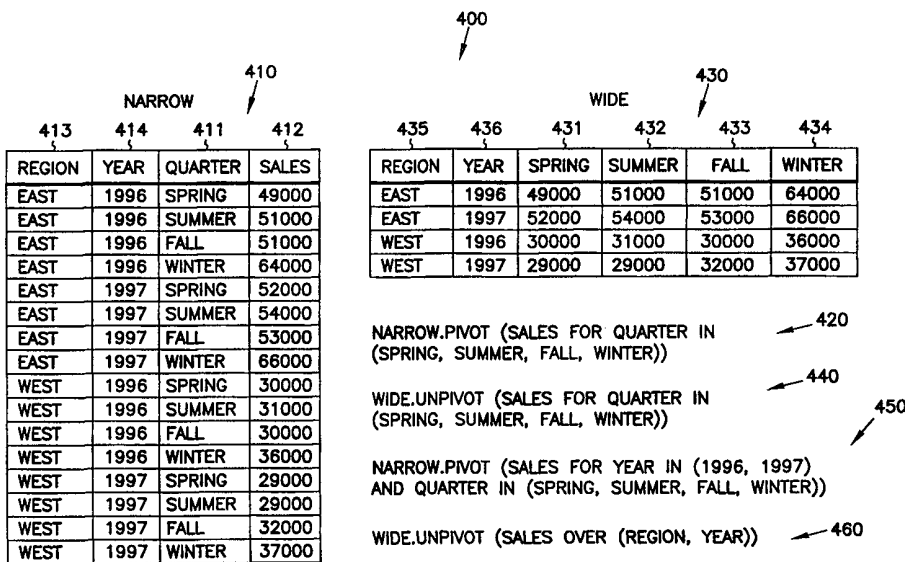 400
410
NARROW
413 414 411 412
REGION YEAR QUARTER SALES
EAST 1996 SPRING 49000
EAST 1996 SUMMER 51000
EAST 1996 FALL 51000
EAST 1996 WINTER 64000
EAST 1997 SPRING 52000
EAST 1997 SUMMER 54000
EAST 1997 FALL 53000
EAST 1997 WINTER 66000
WEST 1996 SPRING 30000
WEST 1996 SUMMER 31000
WEST 1996 FALL 30000
WEST 1996 WINTER 36000
WEST 1997 SPRING 29000
WEST 1997 SUMMER 29000
WEST 1997 FALL 32000
WEST 1997 WINTER 37000
430
WIDE
435 436 431 432 433 434
REGION YEAR SPRING SUMMER FALL WINTER
EAST 1996 49000 51000 51000 64000
EAST 1997 52000 54000 53000 66000
WEST 1996 30000 31000 30000 36000
WEST 1997 29000 29000 32000 37000
NARROW.PIVOT (SALES FOR QUARTER IN 420
(SPRING, SUMMER, FALL, WINTER))
WIDE.UNPIVOT (SALES FOR QUARTER IN 440
(SPRING, SUMMER, FALL, WINTER))
450
NARROW.PIVOT (SALES FOR YEAR IN (1996, 1997)
AND QUARTER IN (SPRING, SUMMER, FALL, WINTER))
WIDE.UNPIVOT (SALES OVER (REGION, YEAR)) 460